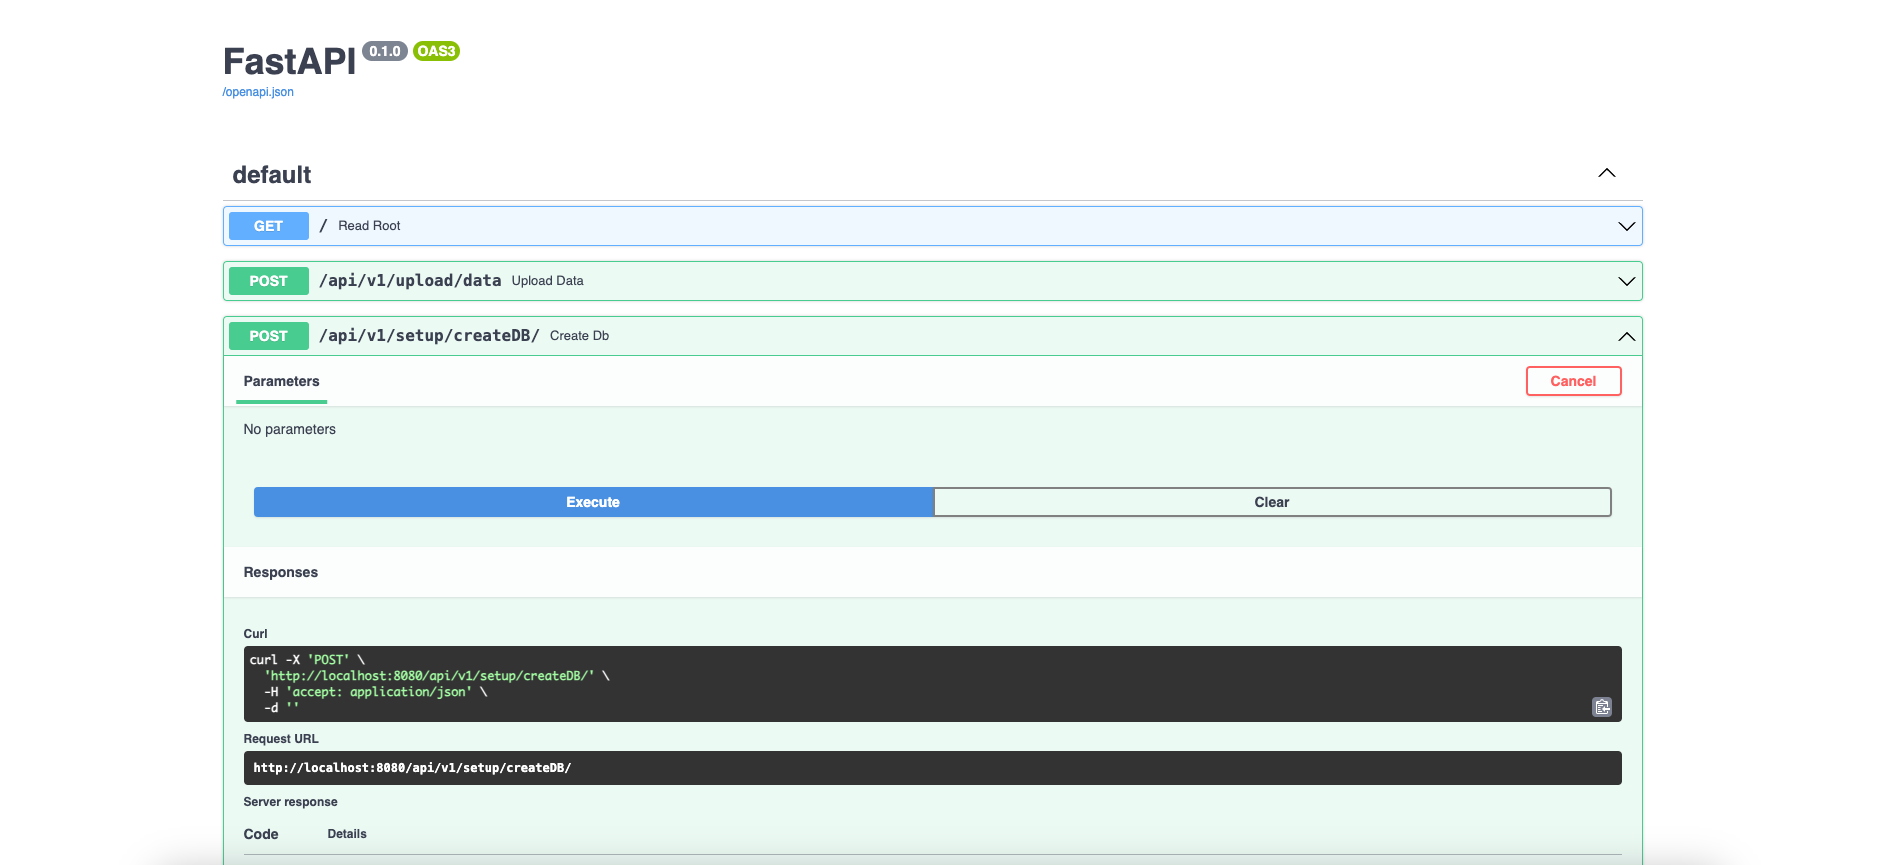 FastAPI 0.1.0 OAS3
/openapi.json
default
GET / Read Root
POST /api/v1/upload/data Upload Data
POST /api/v1/setup/createDB/ Create Db
Parameters Cancel
No parameters
Execute Clear
Responses
Curl
curl -X 'POST' \
'http://localhost:8080/api/v1/setup/createDB/' \
-H 'accept: application/json' \
-d ''
Request URL
http://localhost:8080/api/v1/setup/createDB/
Server response
Code Details